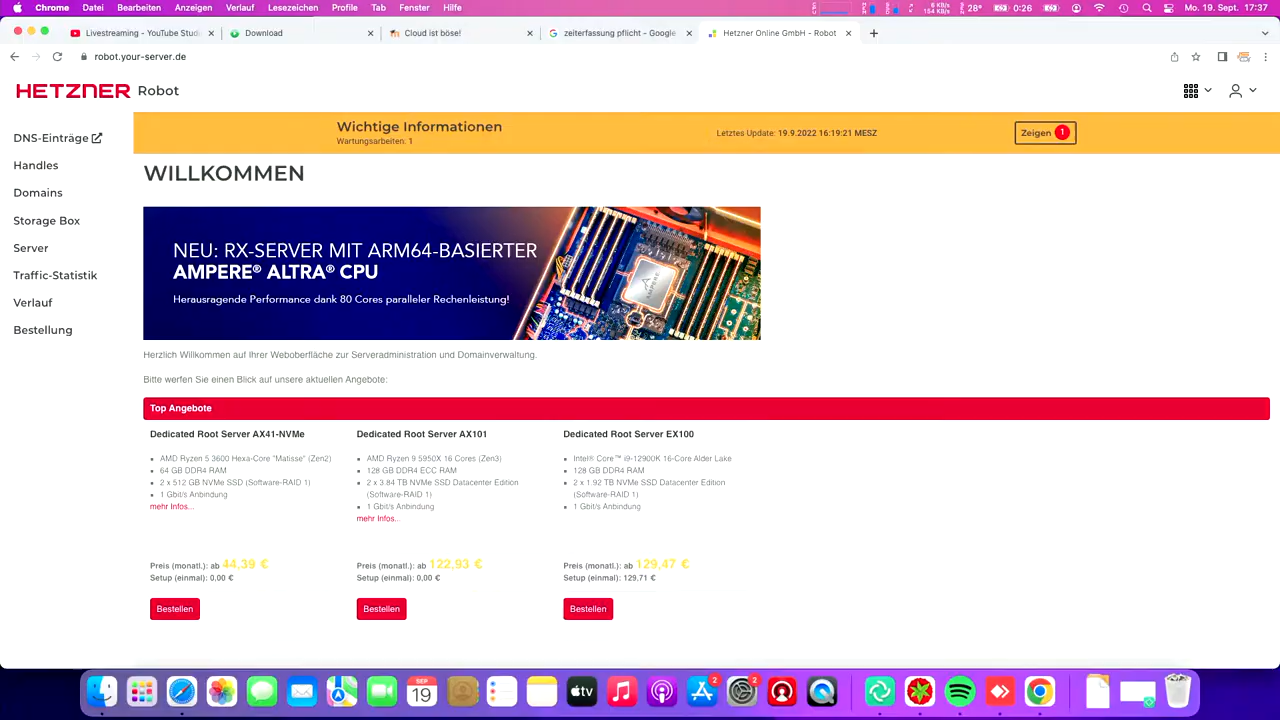 Chrome Datei Bearbeiten Anzeigen Verlauf Lesezeichen Profile Tab Fenster Hilfe 6 KB/s 154 KB/s 28° 0:26 Mo. 19. Sept. 17:37
Livestreaming - YouTube Stud Download Cloud ist böse! zeiterfassung pflicht - Google Hetzner Online GmbH - Robot
robot.your-server.de
HETZNER Robot
Wichtige Informationen
Wartungsarbeiten: 1
Letztes Update: 19.9.2022 16:19:21 MESZ
Zeigen 1
DNS-Einträge
Handles
Domains
Storage Box
Server
Traffic-Statistik
Verlauf
Bestellung
WILLKOMMEN
NEU: RX-SERVER MIT ARM64-BASIERTER
AMPERE® ALTRA® CPU
Herausragende Performance dank 80 Cores paralleler Rechenleistung!
AMPERE
Herzlich Willkommen auf Ihrer Weboberfläche zur Serveradministration und Domainverwaltung.
Bitte werfen Sie einen Blick auf unsere aktuellen Angebote:
Top Angebote
Dedicated Root Server AX41-NVMe
AMD Ryzen 5 3600 Hexa-Core "Matisse" (Zen2)
64 GB DDR4 RAM
2 x 512 GB NVMe SSD (Software-RAID 1)
1 Gbit/s Anbindung
mehr Infos...
Preis (monatl.): ab 44,39 €
Setup (einmal): 0,00 €
Bestellen
Dedicated Root Server AX101
AMD Ryzen 9 5950X 16 Cores (Zen3)
128 GB DDR4 ECC RAM
2 x 3.84 TB NVMe SSD Datacenter Edition
(Software-RAID 1)
1 Gbit/s Anbindung
mehr Infos...
Preis (monatl.): ab 122,93 €
Setup (einmal): 0,00 €
Bestellen
Dedicated Root Server EX100
Intel® Core™ i9-12900K 16-Core Alder Lake
128 GB DDR4 RAM
2 x 1.92 TB NVMe SSD Datacenter Edition
(Software-RAID 1)
1 Gbit/s Anbindung
Preis (monatl.): ab 129,47 €
Setup (einmal): 129,71 €
Bestellen
SEP
19
tv
2
2